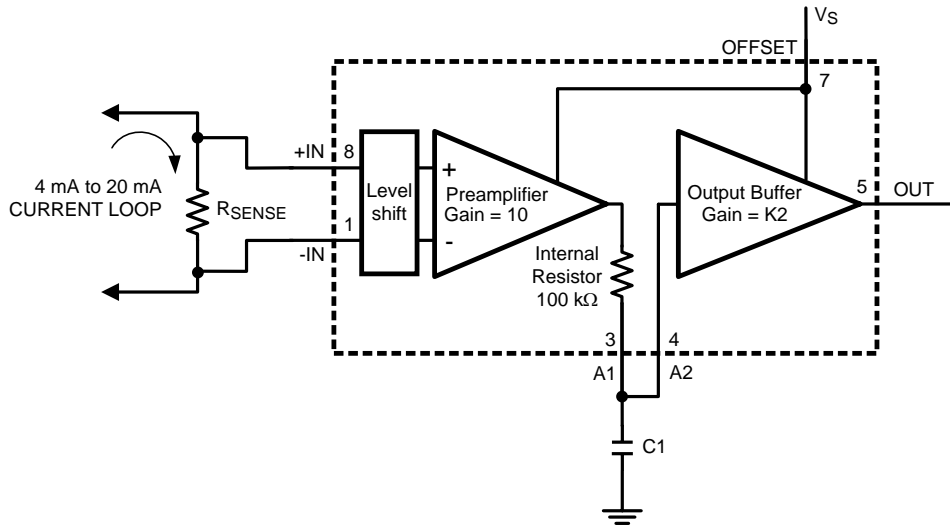 VS
OFFSET
7
+IN
8
4 mA to 20 mA
CURRENT LOOP
RSENSE
Level
shift
+
-
Preamplifier
Gain = 10
Output Buffer
Gain = K2
5
OUT
1
-IN
Internal
Resistor
100 kΩ
3
4
A1
A2
C1